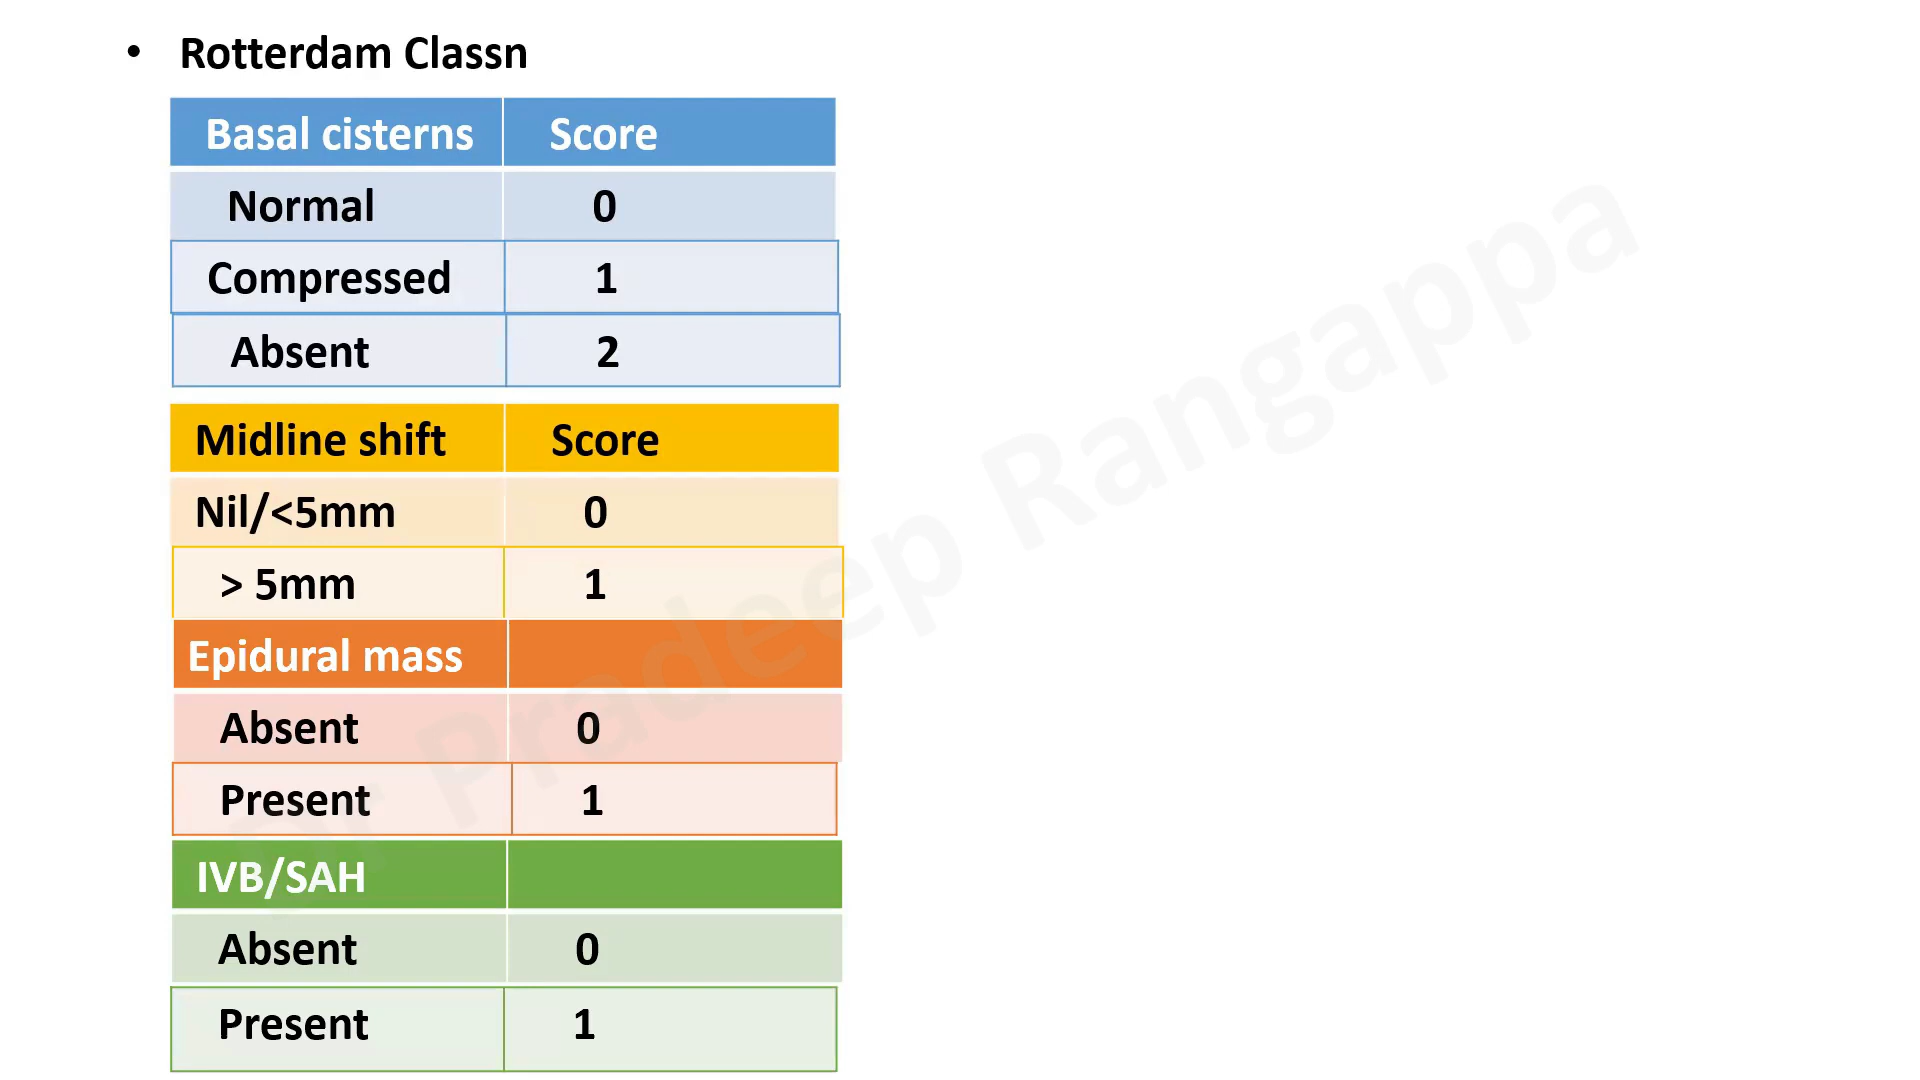 • Rotterdam Classn
Basal cisterns Score
Normal 0
Compressed 1
Absent 2
Midline shift Score
Nil/<5mm 0
> 5mm 1
Epidural mass
Absent 0
Present 1
IVB/SAH
Absent 0
Present 1
Dr Pradeep Rangappa